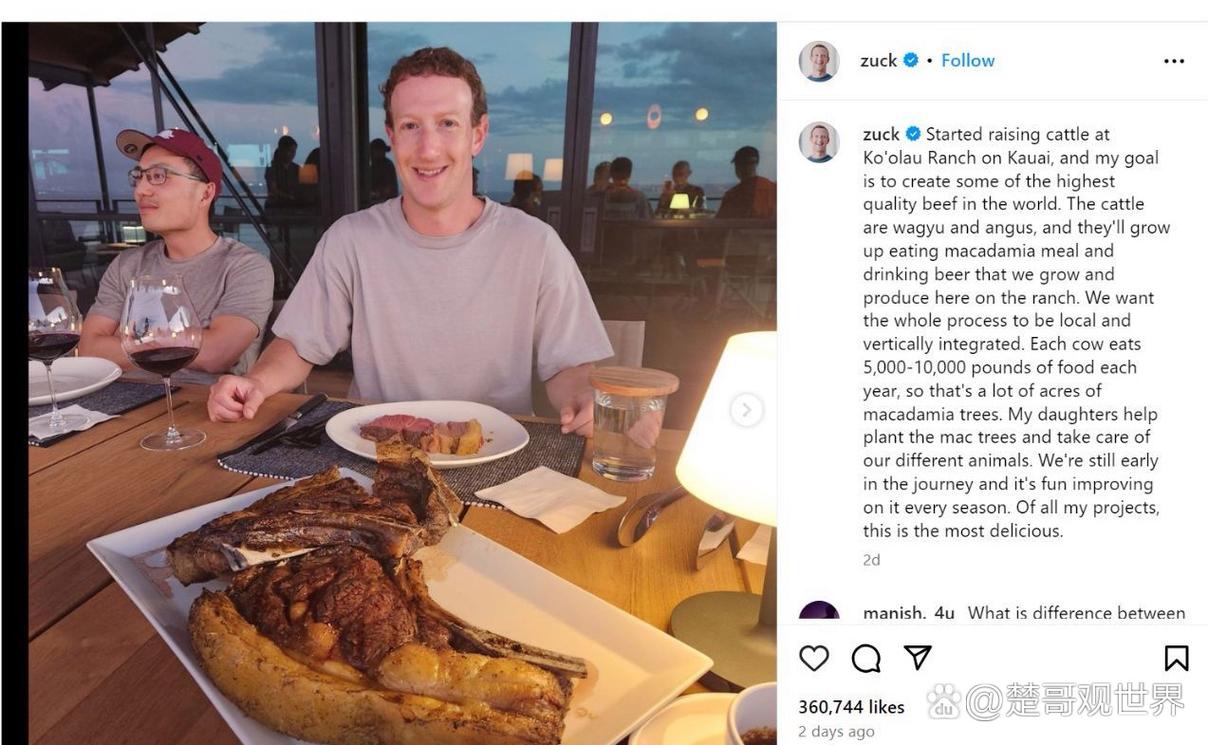 zuck • Follow
zuck Started raising cattle at
Ko'olau Ranch on Kauai, and my goal
is to create some of the highest
quality beef in the world. The cattle
are wagyu and angus, and they'll grow
up eating macadamia meal and
drinking beer that we grow and
produce here on the ranch. We want
the whole process to be local and
vertically integrated. Each cow eats
5,000-10,000 pounds of food each
year, so that's a lot of acres of
macadamia trees. My daughters help
plant the mac trees and take care of
our different animals. We're still early
in the journey and it's fun improving
on it every season. Of all my projects,
this is the most delicious.
2d
manish. 4u What is difference between
360,744 likes
du @楚哥观世界
2 days ago